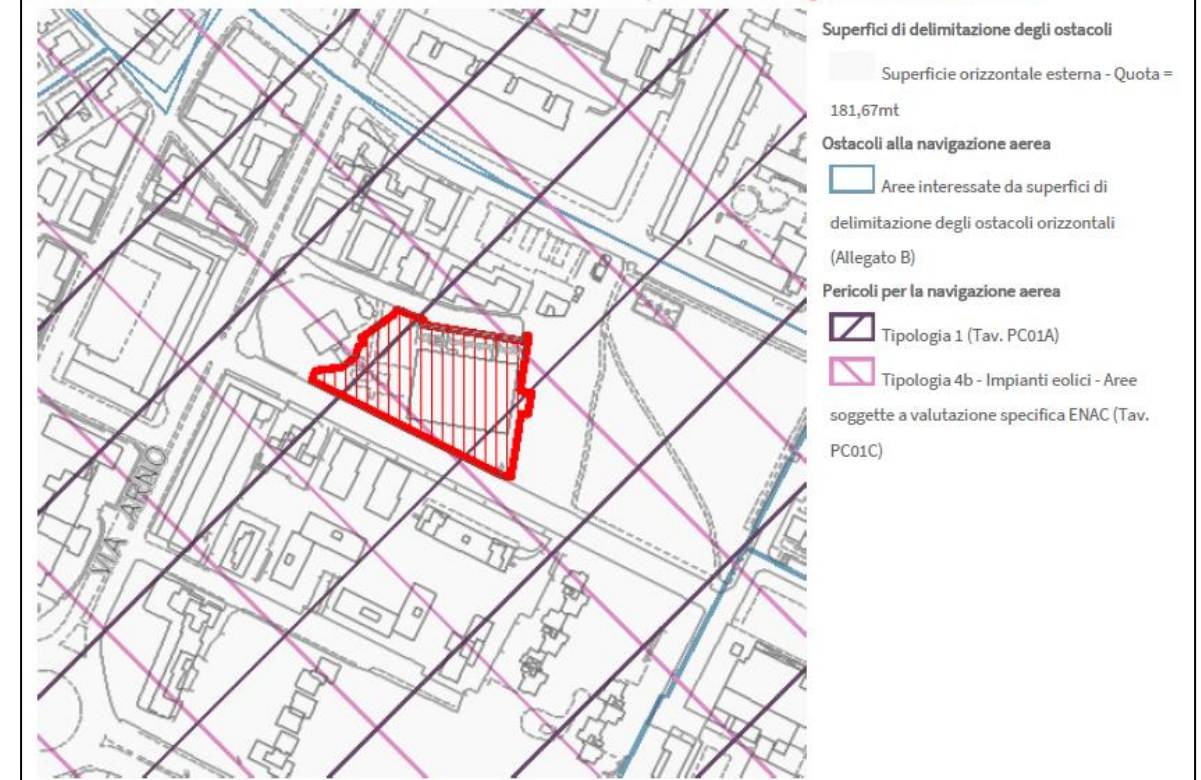 Superfici di delimitazione degli ostacoli
Superficie orizzontale esterna - Quota =
181,67mt
Ostacoli alla navigazione aerea
Aree interessate da superfici di
delimitazione degli ostacoli orizzontali
(Allegato B)
Pericoli per la navigazione aerea
Tipologia 1 (Tav. PC01A)
Tipologia 4b - Impianti eolici - Aree
soggette a valutazione specifica ENAC (Tav.
PC01C)
VIA ARNO